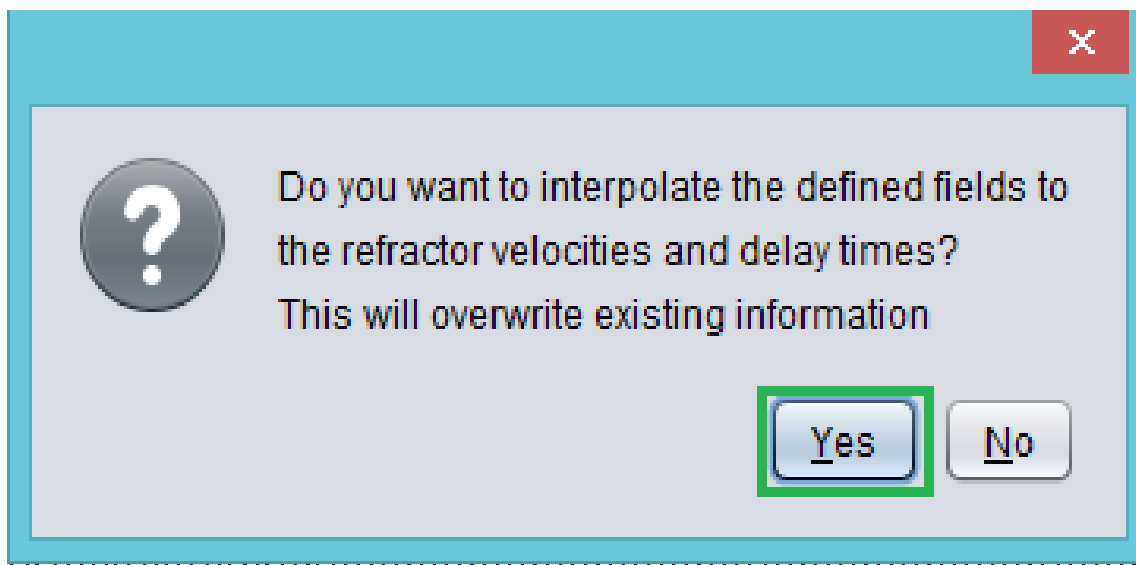 Do you want to interpolate the defined fields to
the refractor velocities and delay times?
This will overwrite existing information
Yes No